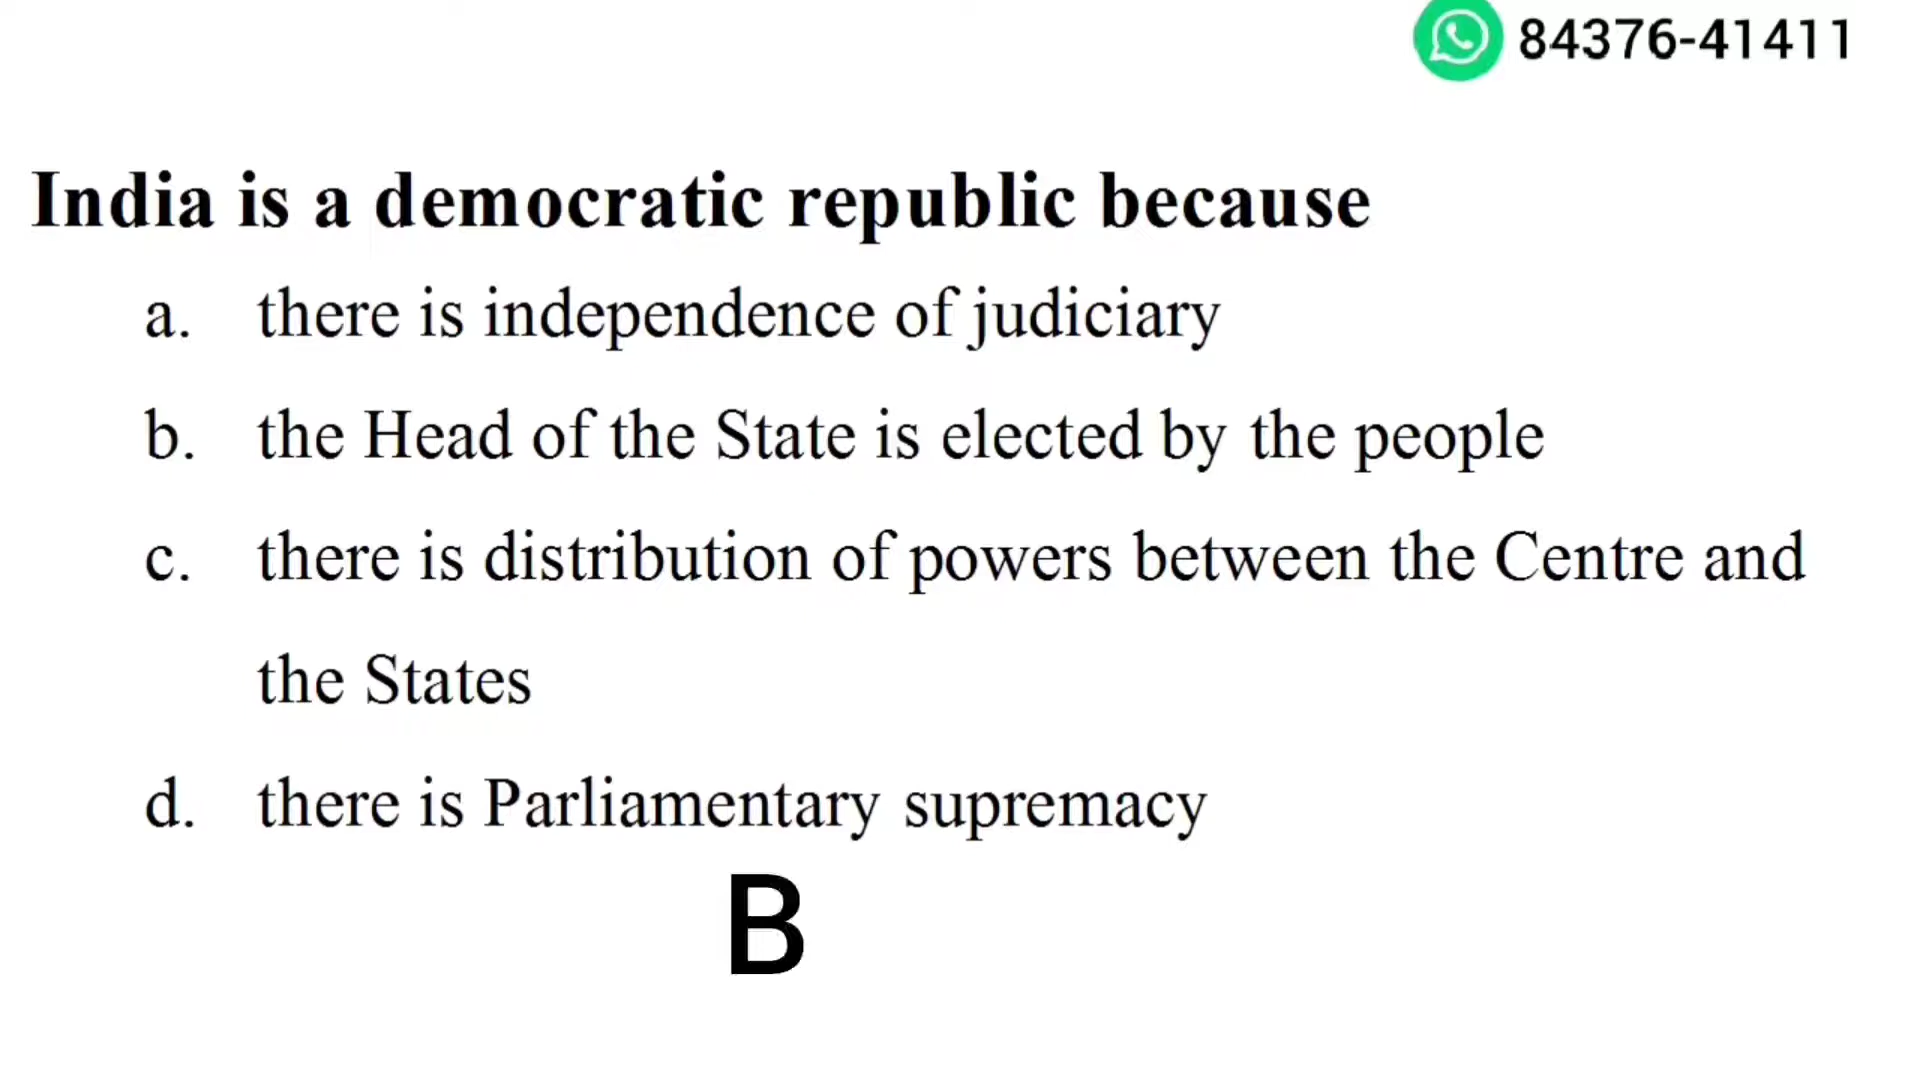 84376-41411
India is a democratic republic because
a. there is independence of judiciary
b. the Head of the State is elected by the people
c. there is distribution of powers between the Centre and
the States
d. there is Parliamentary supremacy
B